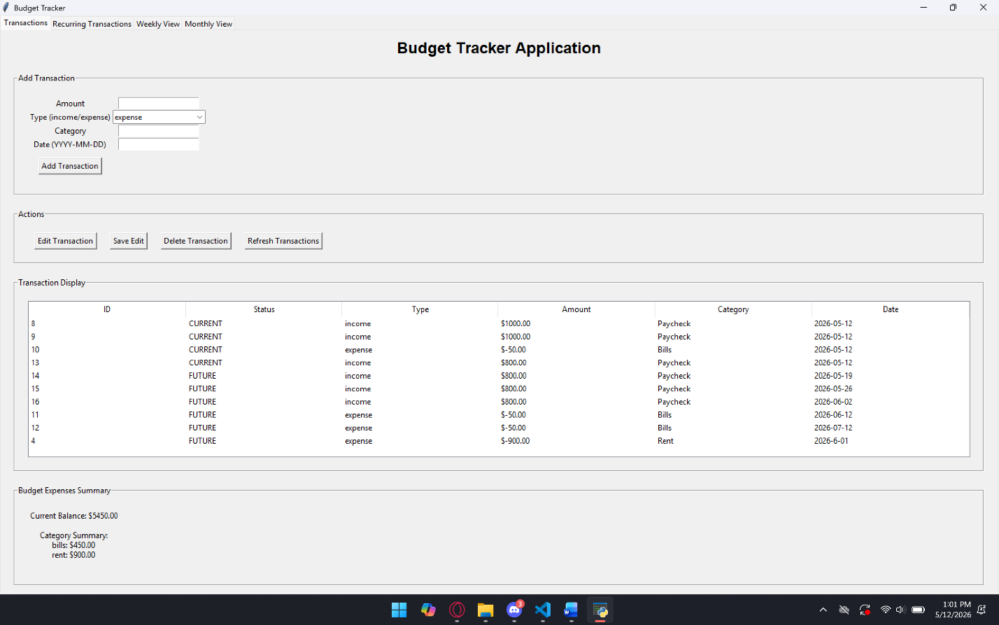 Budget Tracker
Transactions Recurring Transactions Weekly View Monthly View
Budget Tracker Application
Add Transaction
Amount
Type (income/expense) expense
Category
Date (YYYY-MM-DD)
Add Transaction
Actions
Edit Transaction Save Edit Delete Transaction Refresh Transactions
Transaction Display
ID Status Type Amount Category Date
8 CURRENT income $1000.00 Paycheck 2026-05-12
9 CURRENT income $1000.00 Paycheck 2026-05-12
10 CURRENT expense $-50.00 Bills 2026-05-12
13 CURRENT income $800.00 Paycheck 2026-05-12
14 FUTURE income $800.00 Paycheck 2026-05-19
15 FUTURE income $800.00 Paycheck 2026-05-26
16 FUTURE income $800.00 Paycheck 2026-06-02
11 FUTURE expense $-50.00 Bills 2026-06-12
12 FUTURE expense $-50.00 Bills 2026-07-12
4 FUTURE expense $-900.00 Rent 2026-6-01
Budget Expenses Summary
Current Balance: $5450.00
Category Summary:
bills: $450.00
rent: $900.00
3
W
1:01 PM
5/12/2026